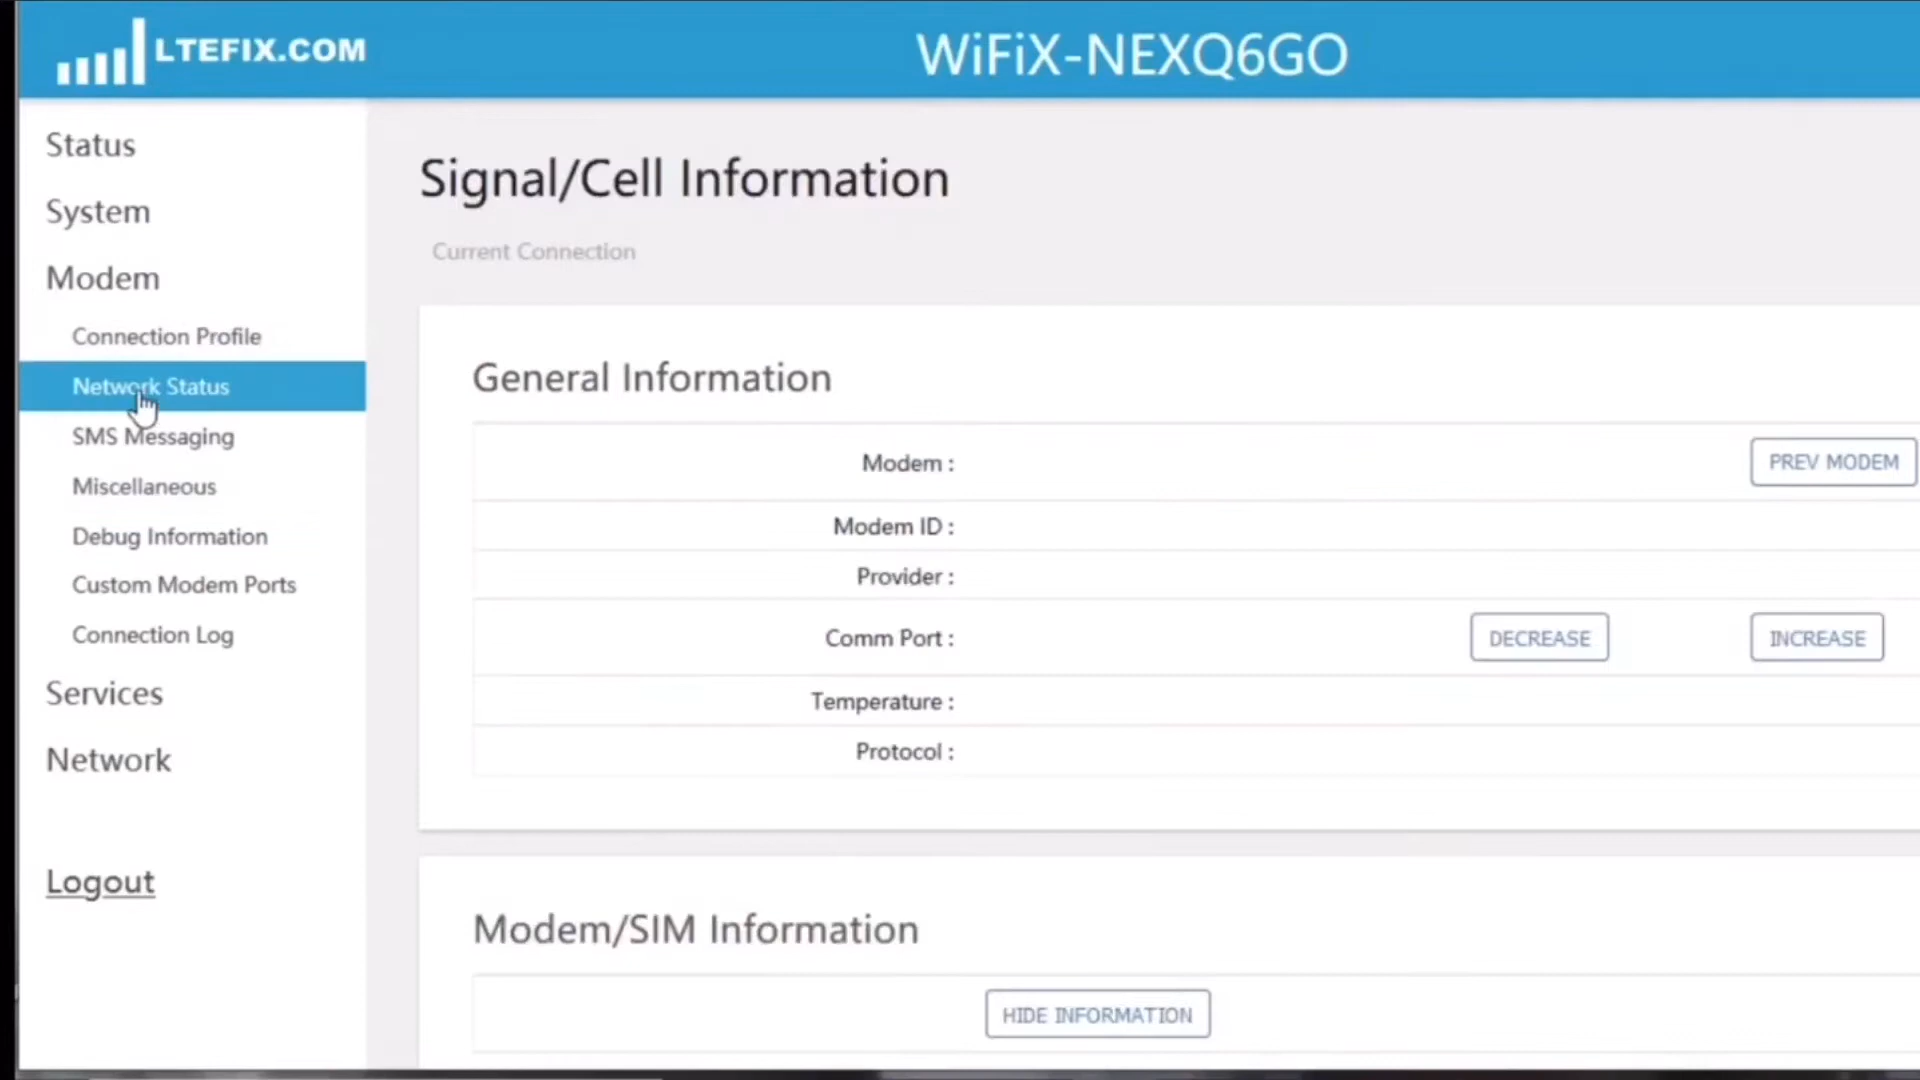 LTEFIX.COM
WiFiX-NEXQ6GO
Status
System
Modem
Connection Profile
Network Status
SMS Messaging
Miscellaneous
Debug Information
Custom Modem Ports
Connection Log
Services
Network
Logout
Signal/Cell Information
Current Connection
General Information
Modem : PREV MODEM
Modem ID :
Provider :
Comm Port : DECREASE INCREASE
Temperature :
Protocol :
Modem/SIM Information
HIDE INFORMATION